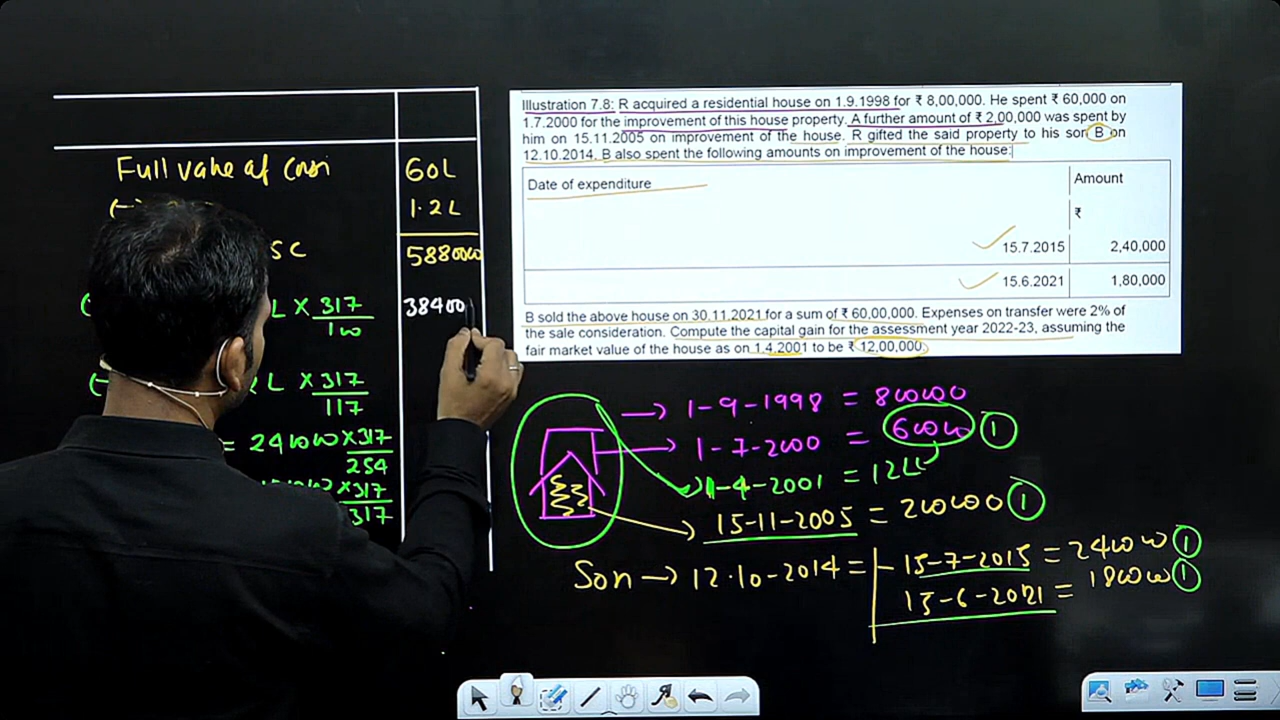 Full value of Consi 60L
(-) 1.2L
SC 5880000
L X 317/100 38400
(-) 2L X 317/117
= 240000 X 317/254
X 317/317
Illustration 7.8: R acquired a residential house on 1.9.1998 for ₹ 8,00,000. He spent ₹ 60,000 on
1.7.2000 for the improvement of this house property. A further amount of ₹ 2,00,000 was spent by
him on 15.11.2005 on improvement of the house. R gifted the said property to his son B on
12.10.2014. B also spent the following amounts on improvement of the house:
Date of expenditure Amount
₹
15.7.2015 2,40,000
15.6.2021 1,80,000
B sold the above house on 30.11.2021 for a sum of ₹ 60,00,000. Expenses on transfer were 2% of
the sale consideration. Compute the capital gain for the assessment year 2022-23, assuming the
fair market value of the house as on 1.4.2001 to be ₹ 12,00,000.
→ 1-9-1998 = 800000
→ 1-7-2000 = 60000 1
→ 1-4-2001 = 12L
→ 15-11-2005 = 200000 1
Son → 12.10-2014 = 15-7-2015 = 240000 1
15-6-2021 = 180000 1